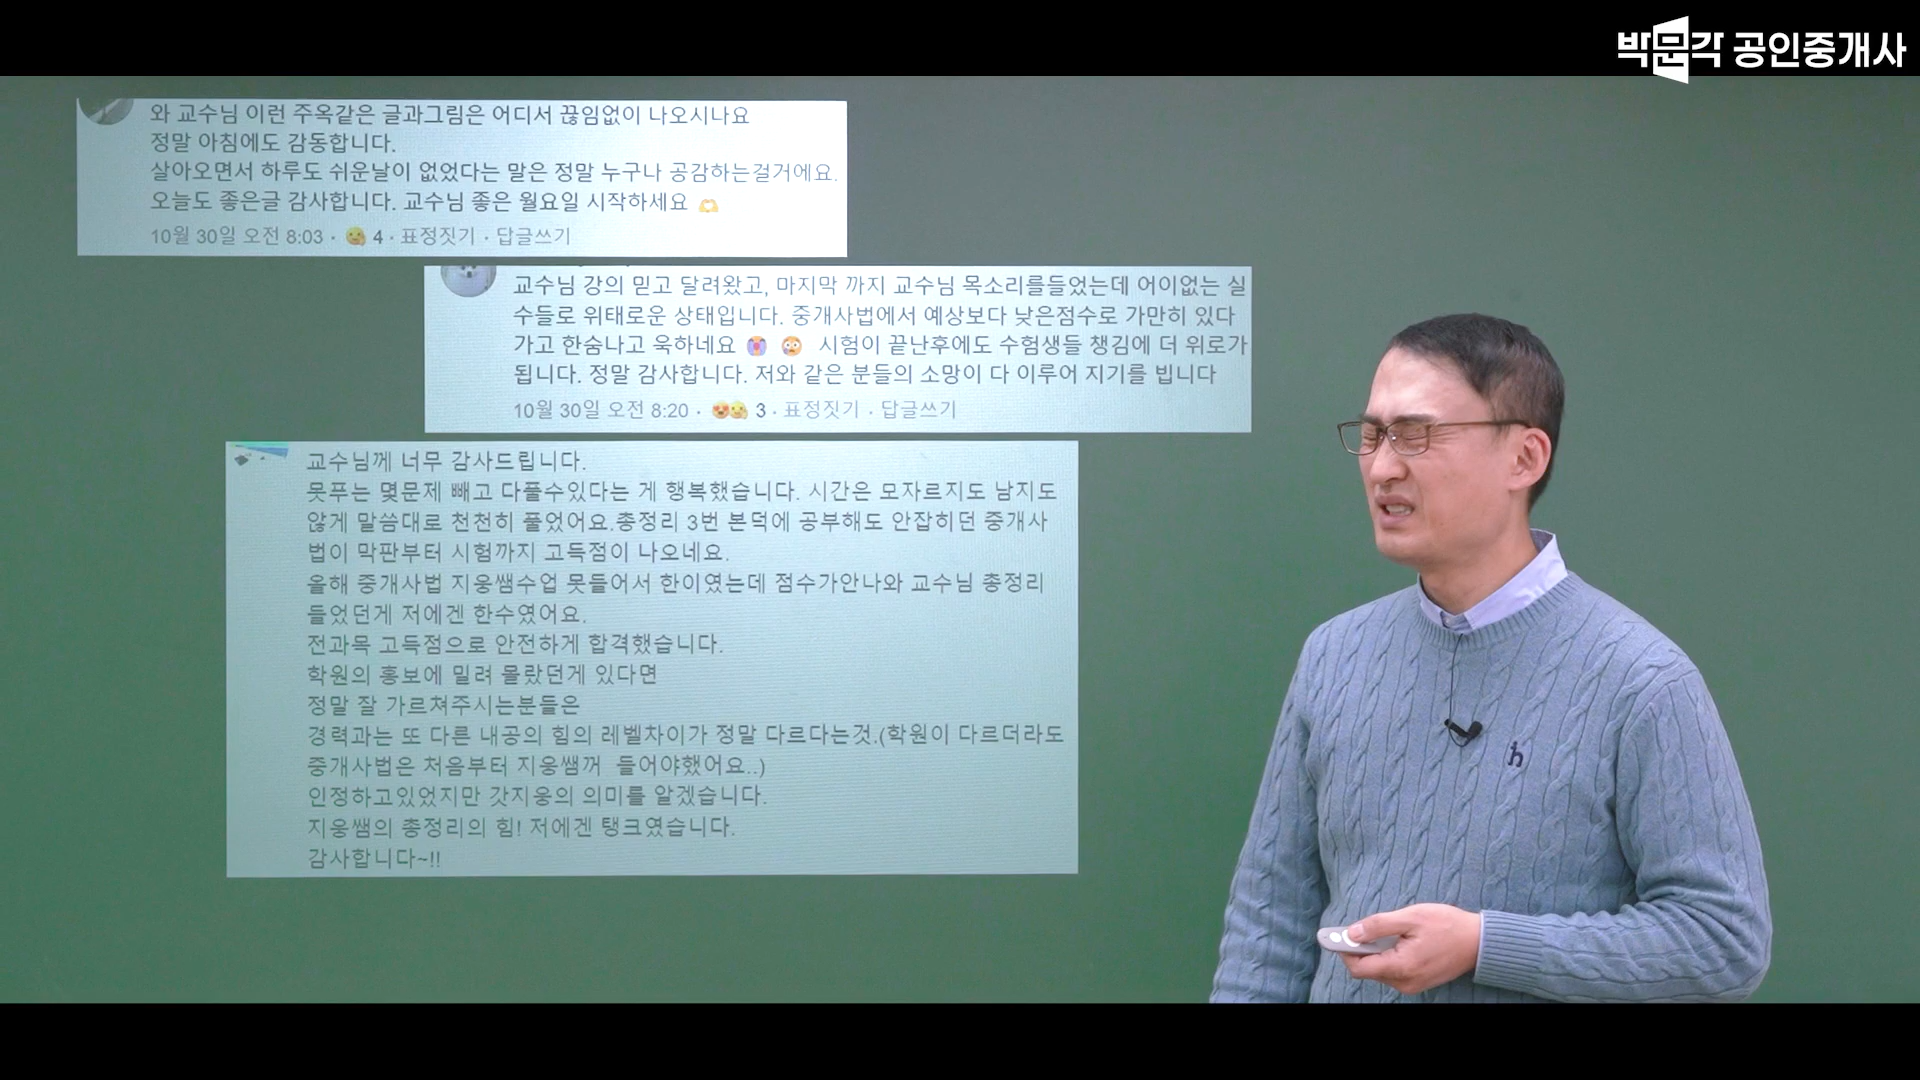 박문각 공인중개사
와 교수님 이런 주옥같은 글과그림은 어디서 끊임없이 나오시나요
정말 아침에도 감동합니다.
살아오면서 하루도 쉬운날이 없었다는 말은 정말 누구나 공감하는걸거에요.
오늘도 좋은글 감사합니다. 교수님 좋은 월요일 시작하세요 🫶
10월 30일 오전 8:03 · 4 · 표정짓기 · 답글쓰기
교수님 강의 믿고 달려왔고, 마지막 까지 교수님 목소리를들었는데 어이없는 실
수들로 위태로운 상태입니다. 중개사법에서 예상보다 낮은점수로 가만히 있다
가고 한숨나고 욱하네요 😭 😳 시험이 끝난후에도 수험생들 챙김에 더 위로가
됩니다. 정말 감사합니다. 저와 같은 분들의 소망이 다 이루어 지기를 빕니다
10월 30일 오전 8:20 · 3 · 표정짓기 · 답글쓰기
교수님께 너무 감사드립니다.
못푸는 몇문제 빼고 다풀수있다는 게 행복했습니다. 시간은 모자르지도 남지도
않게 말씀대로 천천히 풀었어요.총정리 3번 본덕에 공부해도 안잡히던 중개사
법이 막판부터 시험까지 고득점이 나오네요.
올해 중개사법 지웅쌤수업 못들어서 한이였는데 점수가안나와 교수님 총정리
들었던게 저에겐 한수였어요.
전과목 고득점으로 안전하게 합격했습니다.
학원의 홍보에 밀려 몰랐던게 있다면
정말 잘 가르쳐주시는분들은
경력과는 또 다른 내공의 힘의 레벨차이가 정말 다르다는것.(학원이 다르더라도
중개사법은 처음부터 지웅쌤꺼 들어야했어요..)
인정하고있었지만 갓지웅의 의미를 알겠습니다.
지웅쌤의 총정리의 힘! 저에겐 탱크였습니다.
감사합니다~!!